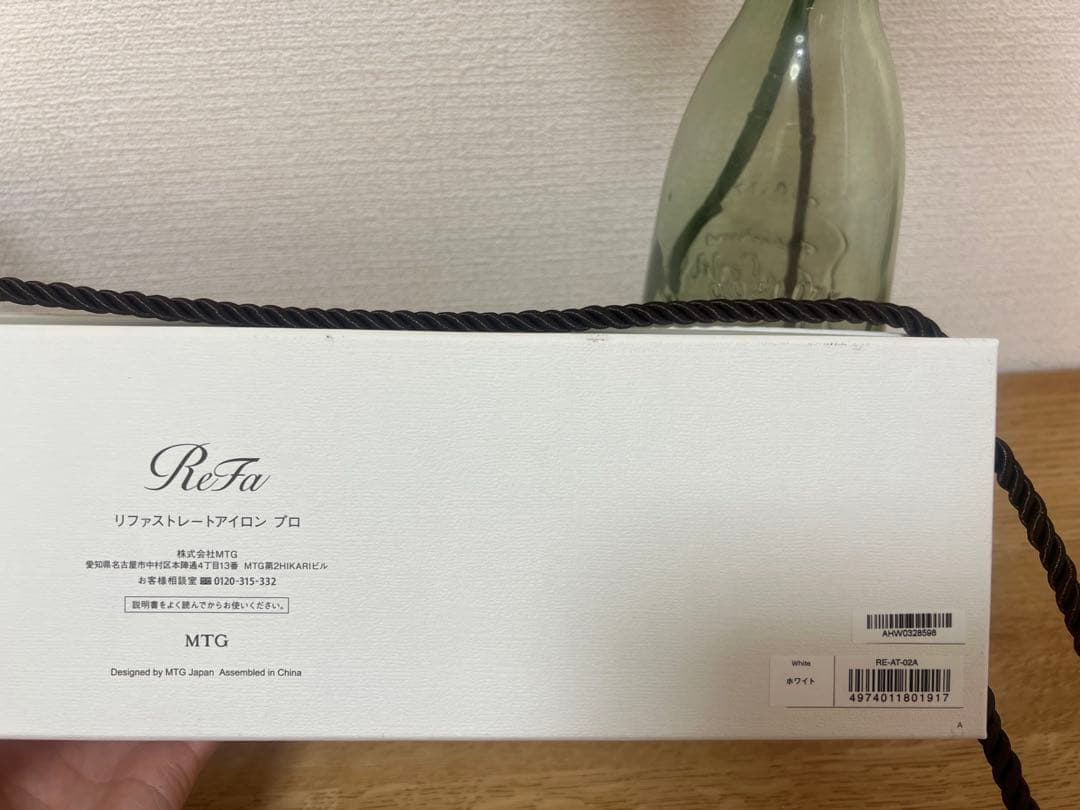 ReFa
リファストレートアイロン プロ
株式会社MTG
愛知県名古屋市中村区本陣通4丁目13番 MTG第2HIKARIビル
お客様相談室 0120-315-332
説明書をよく読んでからお使いください。
MTG
Designed by MTG Japan Assembled in China
AHW0328598
White
ホワイト
RE-AT-02A
4974011801917
A